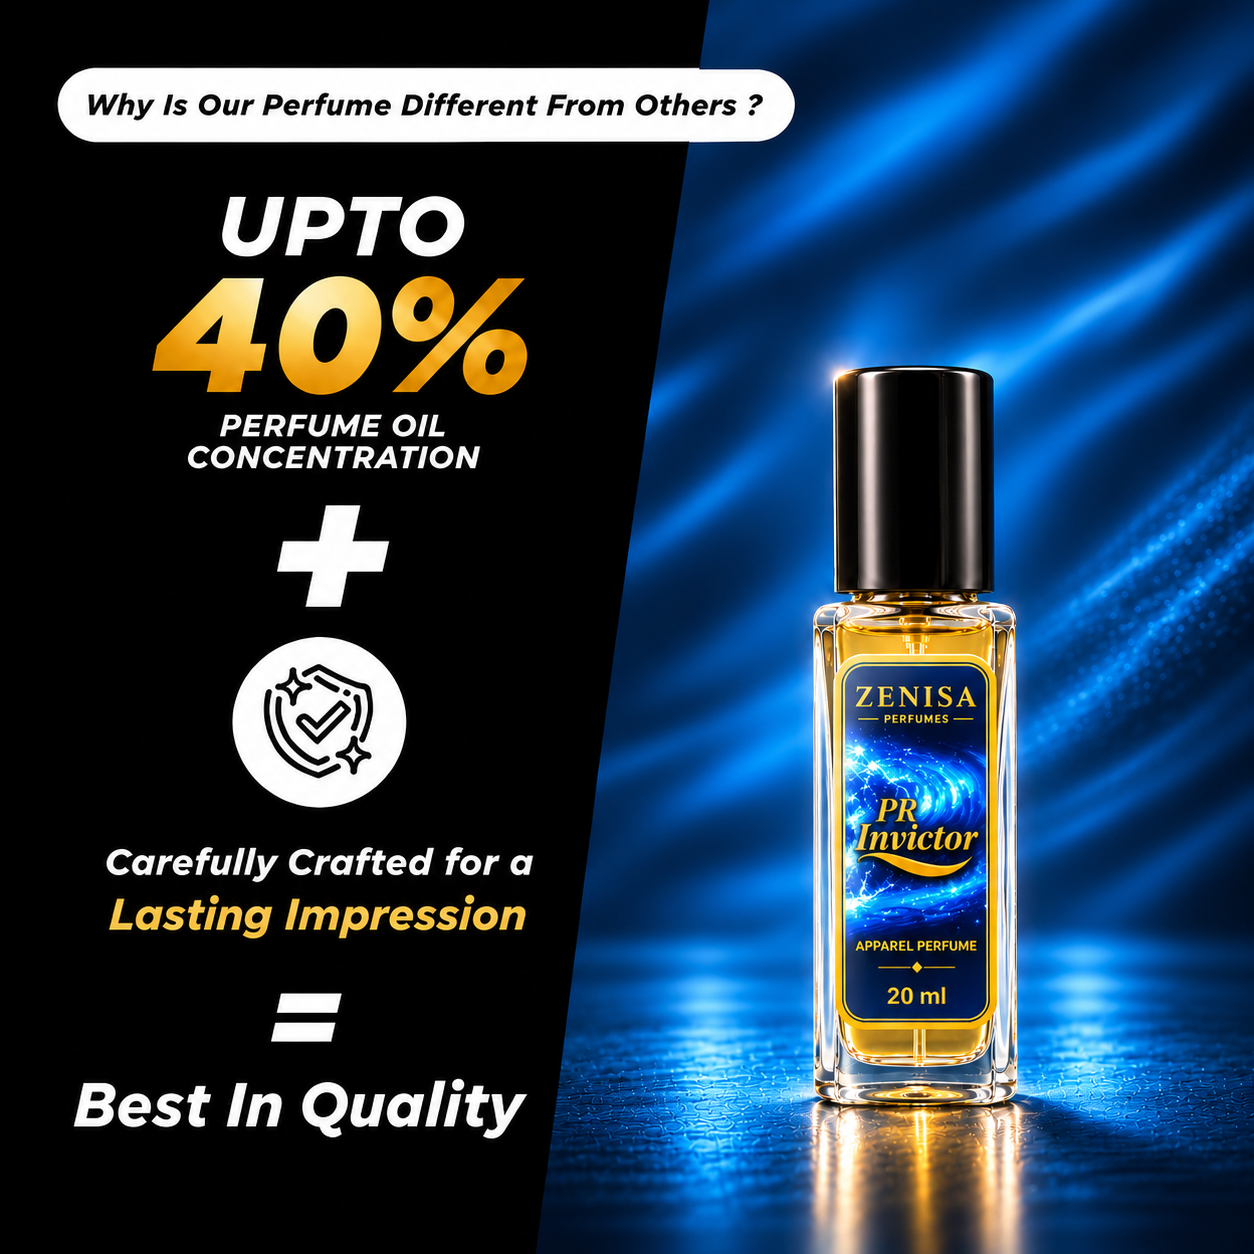 Why Is Our Perfume Different From Others ?
UPTO
40%
PERFUME OIL
CONCENTRATION
+
Carefully Crafted for a
Lasting Impression
=
Best In Quality
ZENISA
PERFUMES
PR
Invictor
APPAREL PERFUME
20 ml